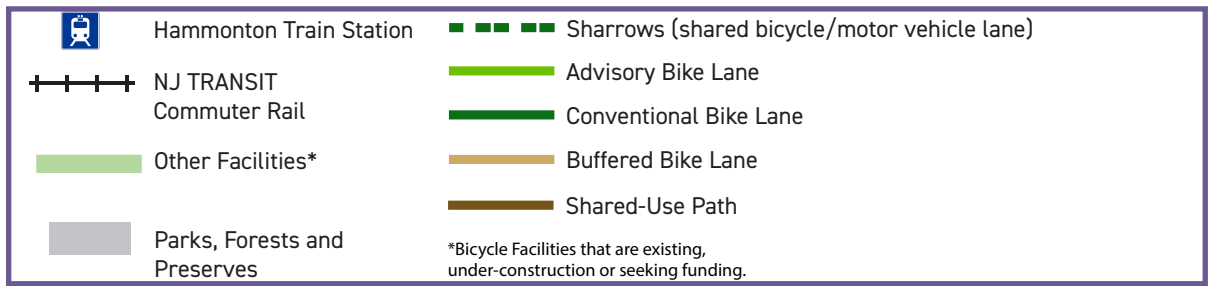 Hammonton Train Station
NJ TRANSIT
Commuter Rail
Other Facilities*
Parks, Forests and
Preserves
Sharrows (shared bicycle/motor vehicle lane)
Advisory Bike Lane
Conventional Bike Lane
Buffered Bike Lane
Shared-Use Path
*Bicycle Facilities that are existing,
under-construction or seeking funding.